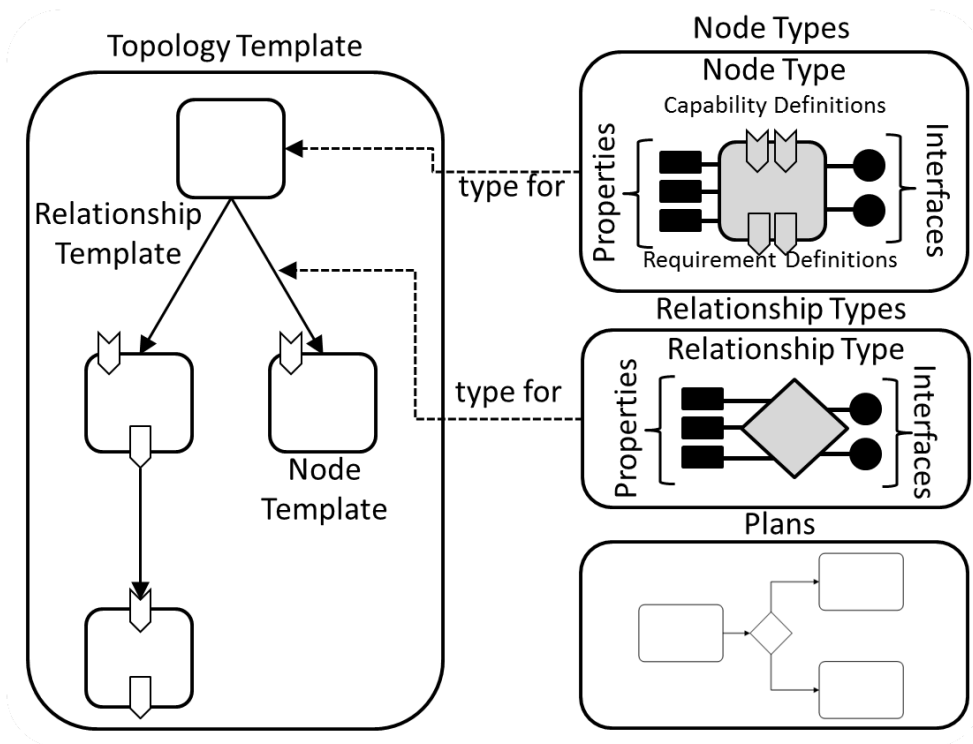 Topology Template
Relationship
Template
Node
Template
type for
type for
Node Types
Node Type
Capability Definitions
Properties
Interfaces
Requirement Definitions
Relationship Types
Relationship Type
Properties
Interfaces
Plans